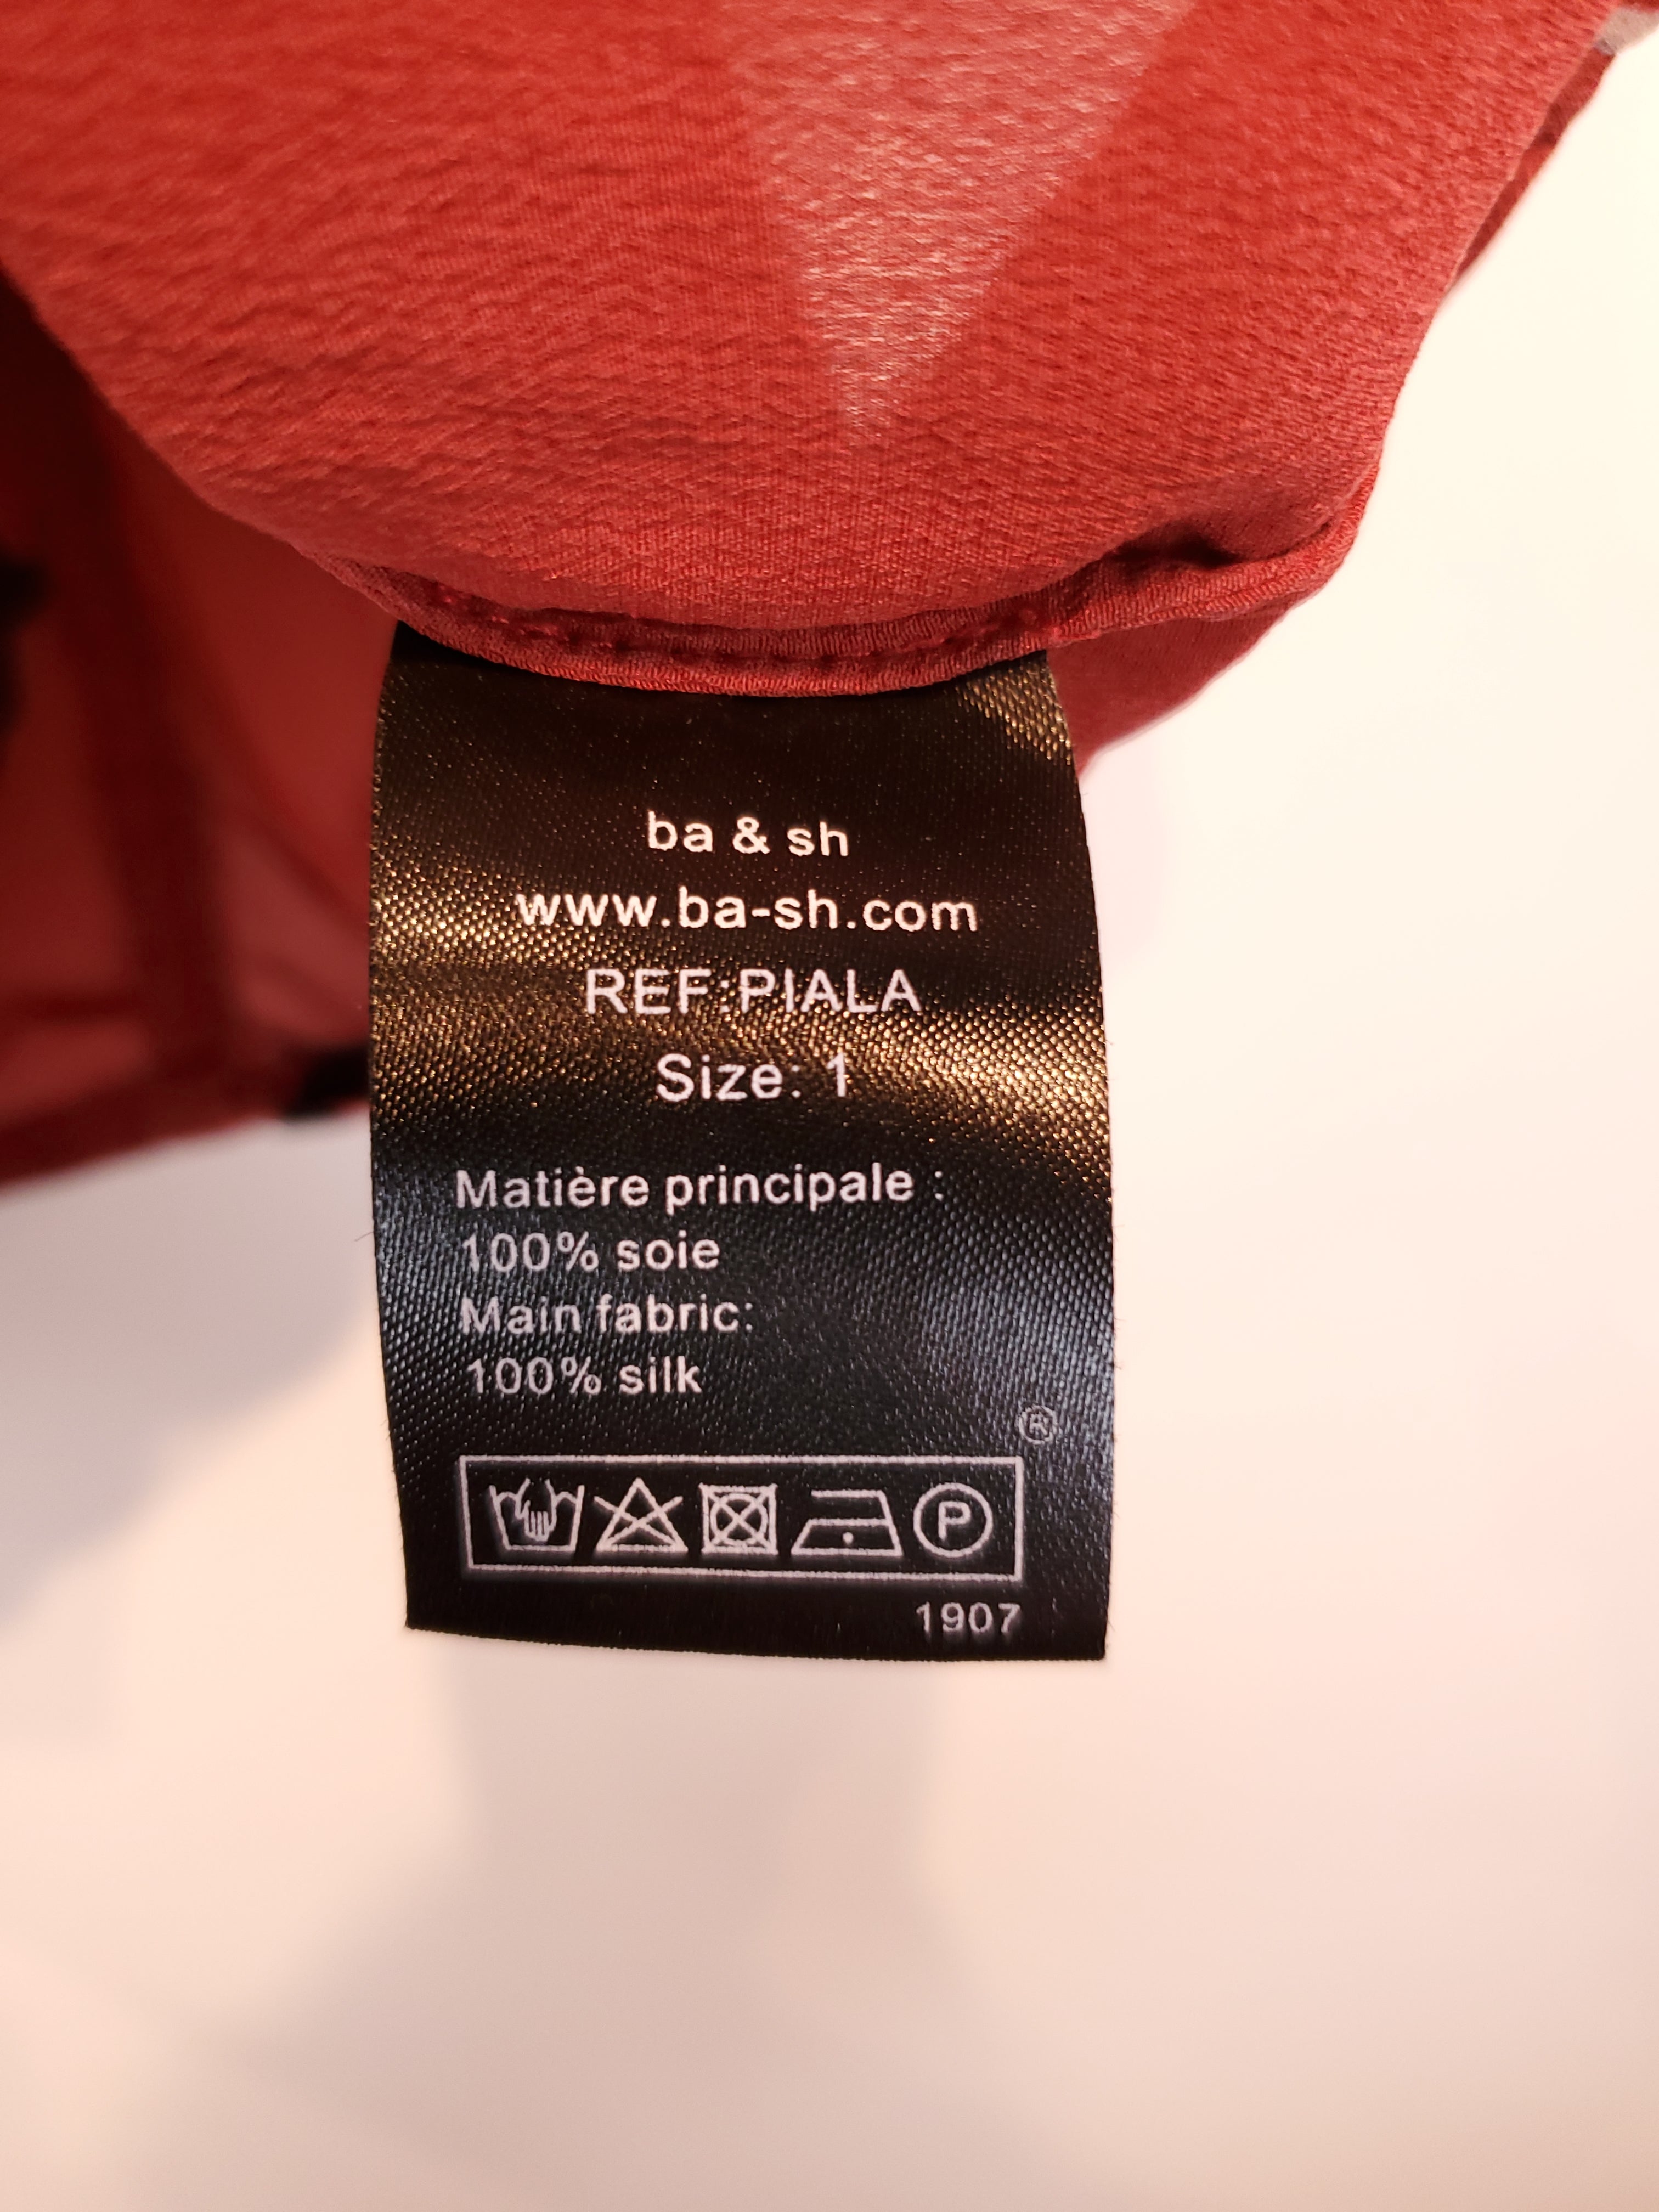 ba & sh
www.ba-sh.com
REF:PIALA
Size: 1
Matière principale :
100% soie
Main fabric:
100% silk
®
P
1907